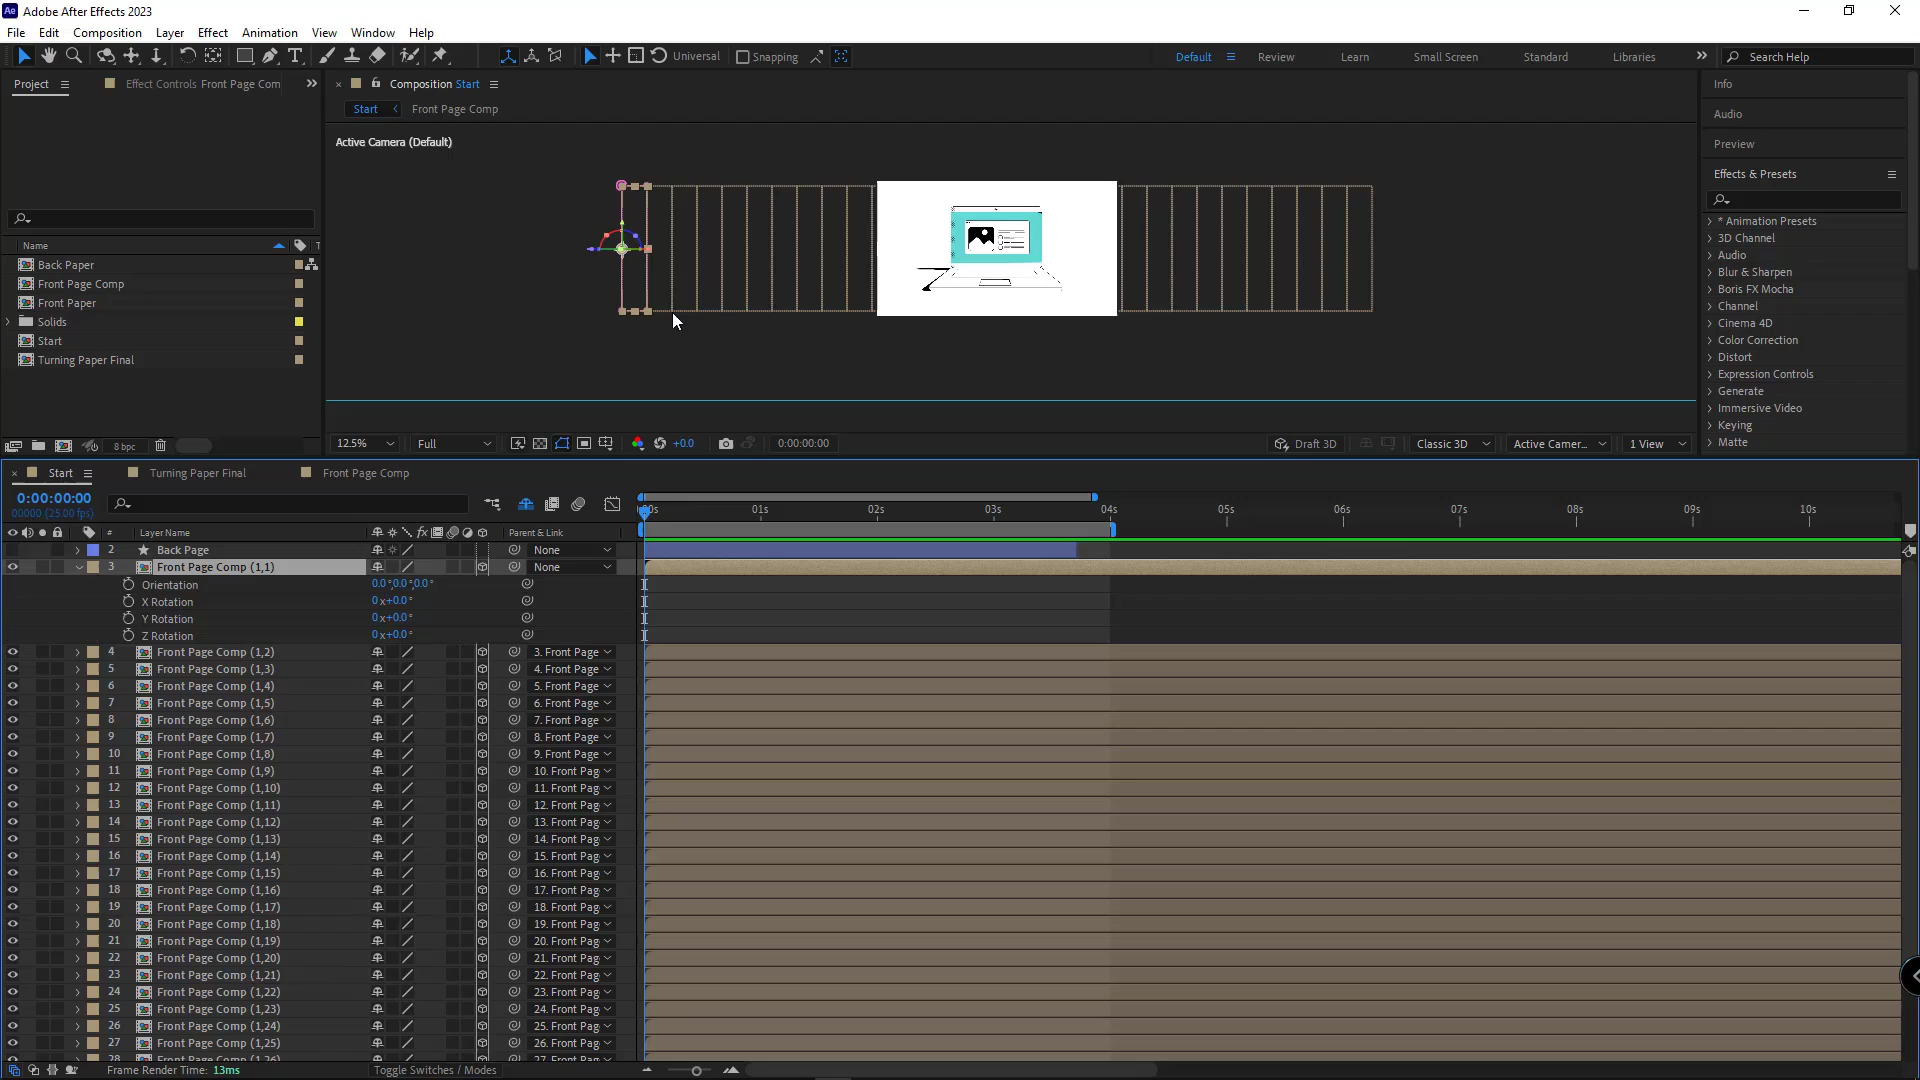 Adobe After Effects 2023
File Edit Composition Layer Effect Animation View Window Help
Universal Snapping Default Review Learn Small Screen Standard Libraries Search Help
Project Effect Controls Front Page Com
Composition Start
Start Front Page Comp
Active Camera (Default)
Name T
Back Paper
Front Page Comp
Front Paper
Solids
Start
Turning Paper Final
8 bpc
12.5% Full +0.0 0:00:00:00 Draft 3D Classic 3D Active Camer... 1 View
Info
Audio
Preview
Effects & Presets
* Animation Presets
3D Channel
Audio
Blur & Sharpen
Boris FX Mocha
Channel
Cinema 4D
Color Correction
Distort
Expression Controls
Generate
Immersive Video
Keying
Matte
Start Turning Paper Final Front Page Comp
0:00:00:00
00000 (25.00 fps)
00s 01s 02s 03s 04s 05s 06s 07s 08s 09s 10s
# Layer Name fx Parent & Link
2 Back Page None
3 Front Page Comp (1,1) None
Orientation 0.0°,0.0°,0.0°
X Rotation 0x+0.0°
Y Rotation 0x+0.0°
Z Rotation 0x+0.0°
4 Front Page Comp (1,2) 3. Front Page
5 Front Page Comp (1,3) 4. Front Page
6 Front Page Comp (1,4) 5. Front Page
7 Front Page Comp (1,5) 6. Front Page
8 Front Page Comp (1,6) 7. Front Page
9 Front Page Comp (1,7) 8. Front Page
10 Front Page Comp (1,8) 9. Front Page
11 Front Page Comp (1,9) 10. Front Pag
12 Front Page Comp (1,10) 11. Front Pag
13 Front Page Comp (1,11) 12. Front Pag
14 Front Page Comp (1,12) 13. Front Pag
15 Front Page Comp (1,13) 14. Front Pag
16 Front Page Comp (1,14) 15. Front Pag
17 Front Page Comp (1,15) 16. Front Pag
18 Front Page Comp (1,16) 17. Front Pag
19 Front Page Comp (1,17) 18. Front Pag
20 Front Page Comp (1,18) 19. Front Pag
21 Front Page Comp (1,19) 20. Front Pag
22 Front Page Comp (1,20) 21. Front Pag
23 Front Page Comp (1,21) 22. Front Pag
24 Front Page Comp (1,22) 23. Front Pag
25 Front Page Comp (1,23) 24. Front Pag
26 Front Page Comp (1,24) 25. Front Pag
27 Front Page Comp (1,25) 26. Front Pag
28 Front Page Comp (1,26) 27. Front Pag
Frame Render Time: 13ms Toggle Switches / Modes